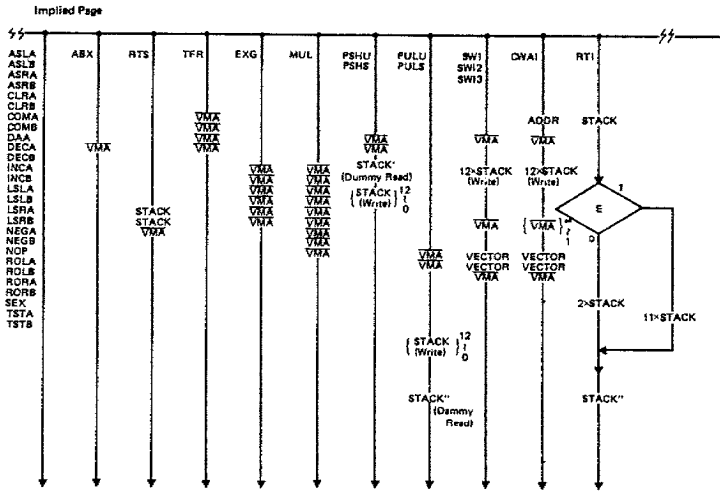 Implied Page
ASLA
ASLB
ASRA
ASRB
CLRA
CLRB
COMA
COMB
DAA
DECA
DECB
INCA
INCB
LSLA
LSLB
LSRA
LSRB
NEGA
NEGB
NOP
ROLA
ROLB
RORA
RORB
SEX
TSTA
TSTB
ABX
VMA
RTS
STACK
STACK
VMA
TFR
VMA
VMA
VMA
VMA
EXG
VMA
VMA
VMA
VMA
VMA
VMA
MUL
VMA
VMA
VMA
VMA
VMA
VMA
VMA
VMA
VMA
PSHU
PSHS
VMA
VMA
STACK'
(Dummy Read)
{ STACK } 12
(Write) 0
PULU
PULS
VMA
VMA
{ STACK } 12
(Write) 0
STACK''
(Dammy
Read)
SWI
SWI2
SWI3
VMA
12×STACK
(Write)
VMA
VECTOR
VECTOR
VMA
CWAI
ADDR
VMA
12×STACK
(Write)
{ VMA } **
1
VECTOR
VECTOR
VMA
RTI
STACK
E
1
0
2×STACK
11×STACK
STACK''